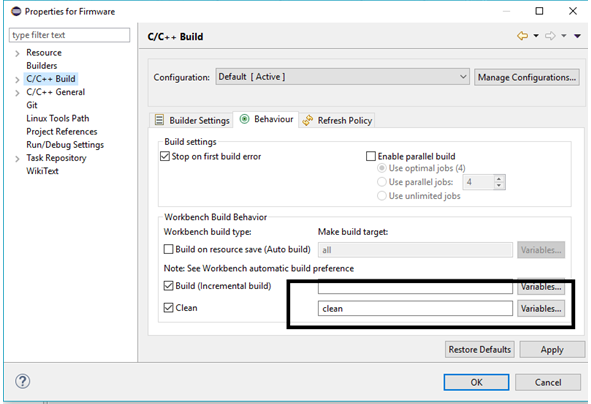 Properties for Firmware
type filter text
C/C++ Build
Resource
Builders
C/C++ Build
C/C++ General
Git
Linux Tools Path
Project References
Run/Debug Settings
Task Repository
WikiText
Configuration:
Default [ Active ]
Manage Configurations...
Builder Settings
Behaviour
Refresh Policy
Build settings
Stop on first build error
Enable parallel build
Use optimal jobs (4)
Use parallel jobs:
4
Use unlimited jobs
Workbench Build Behavior
Workbench build type:
Make build target:
Build on resource save (Auto build)
all
Variables...
Note: See Workbench automatic build preference
Build (Incremental build)
Variables...
Clean
clean
Variables...
Restore Defaults
Apply
?
OK
Cancel